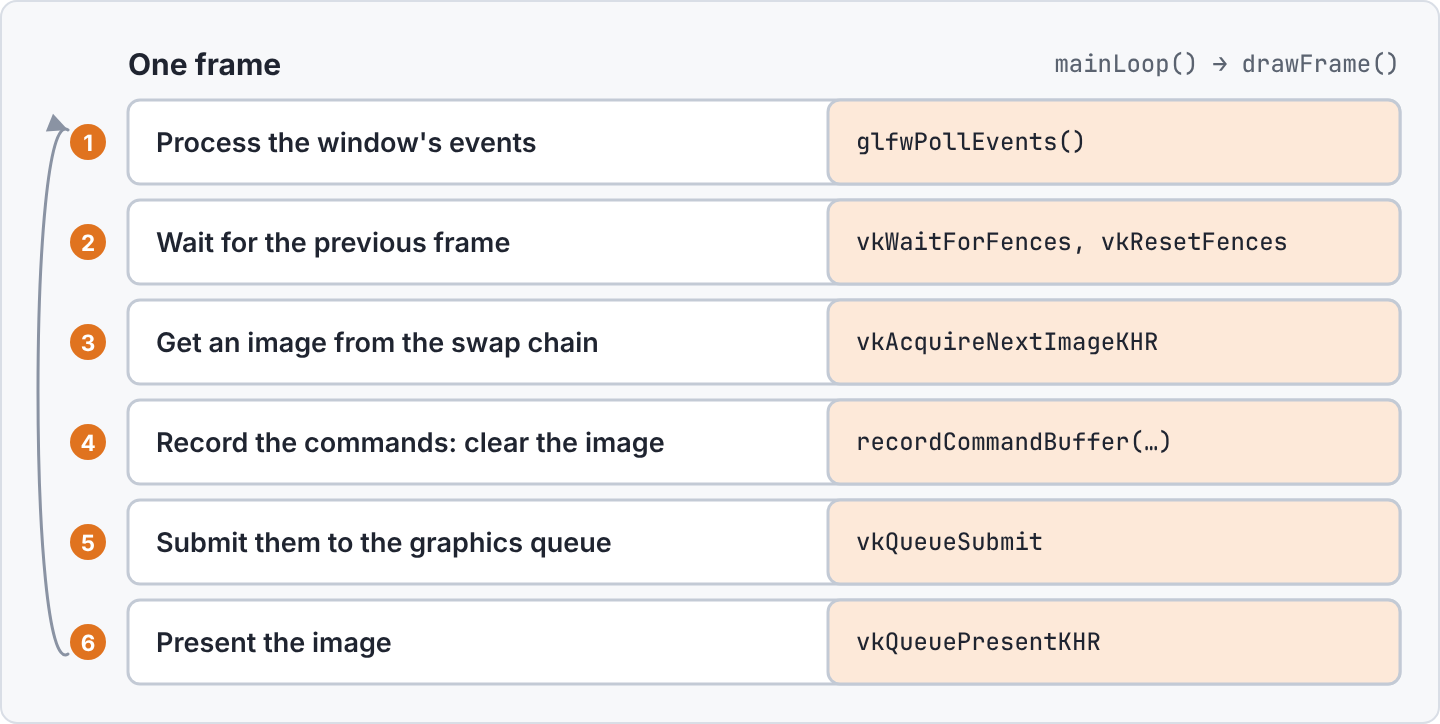 One frame
mainLoop() → drawFrame()
1 Process the window's events glfwPollEvents()
2 Wait for the previous frame vkWaitForFences, vkResetFences
3 Get an image from the swap chain vkAcquireNextImageKHR
4 Record the commands: clear the image recordCommandBuffer(…)
5 Submit them to the graphics queue vkQueueSubmit
6 Present the image vkQueuePresentKHR